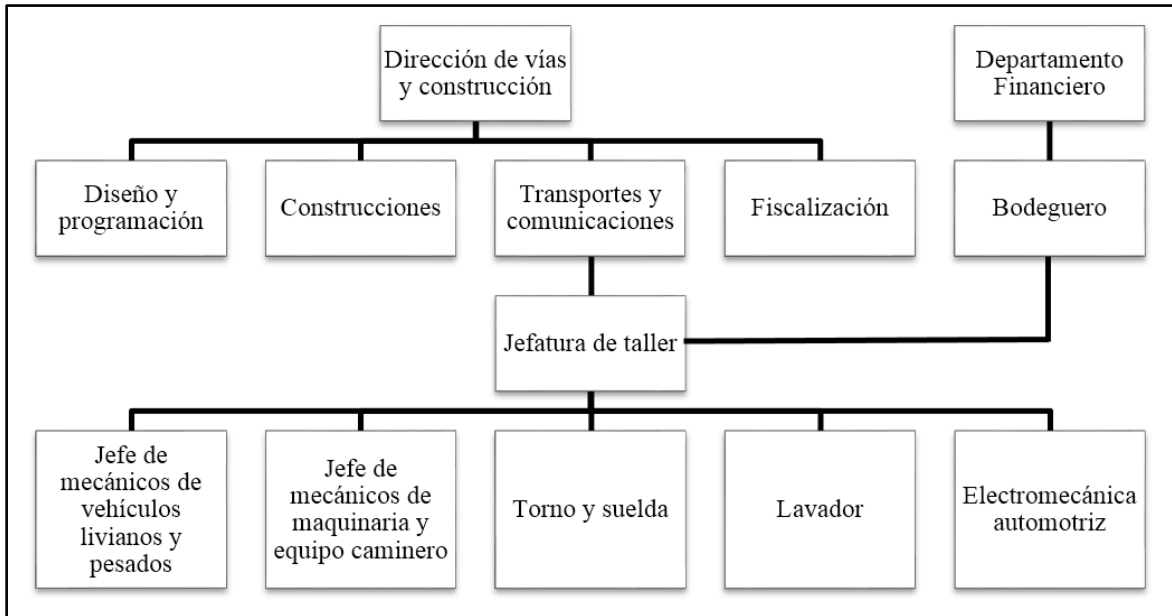 Dirección de vías
y construcción
Departamento
Financiero
Diseño y
programación
Construcciones
Transportes y
comunicaciones
Fiscalización
Bodeguero
Jefatura de taller
Jefe de
mecánicos de
vehículos
livianos y
pesados
Jefe de
mecánicos de
maquinaria y
equipo caminero
Torno y suelda
Lavador
Electromecánica
automotriz